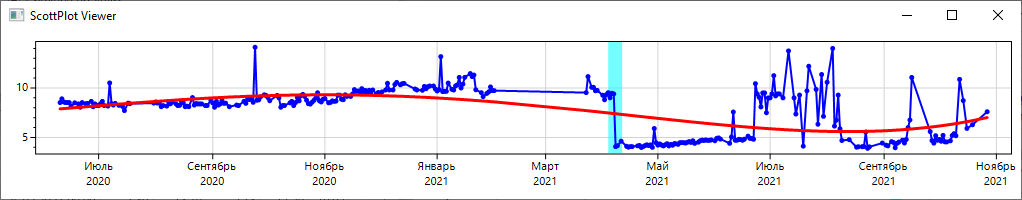 ScottPlot Viewer
10
5
Июль Сентябрь Ноябрь Январь Март Май Июль Сентябрь Ноябрь
2020 2020 2020 2021 2021 2021 2021 2021 2021